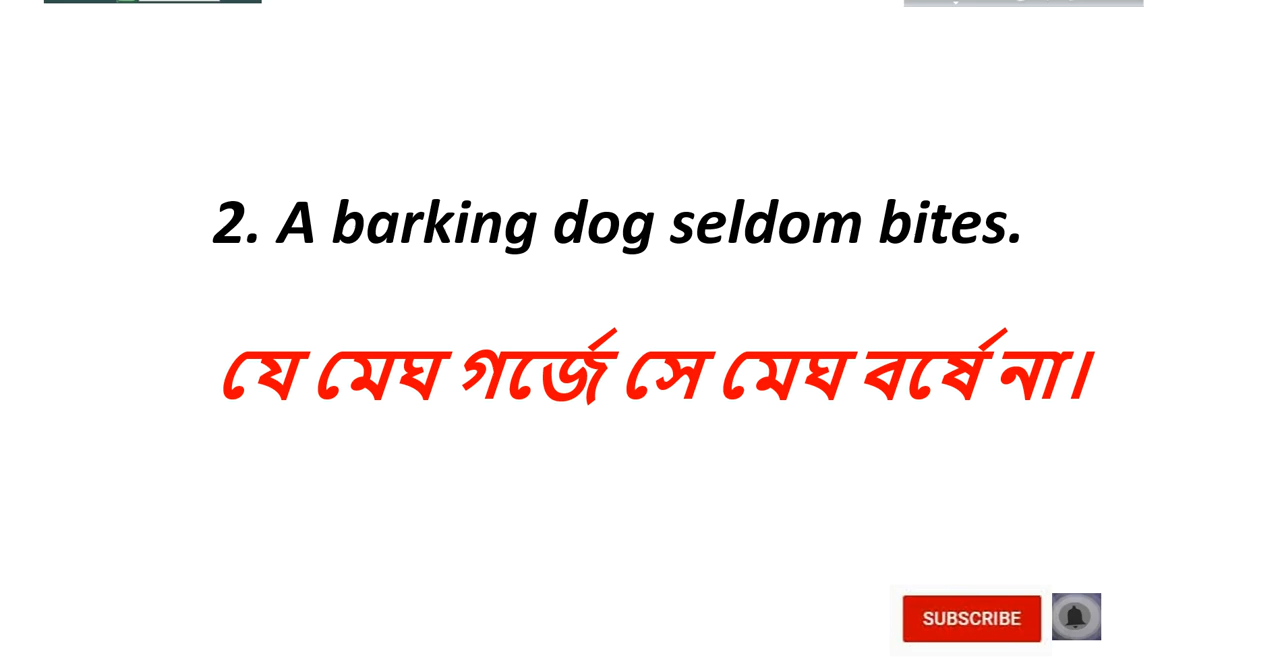 2. A barking dog seldom bites.
যে মেঘ গর্জে সে মেঘ বর্ষে না।
SUBSCRIBE